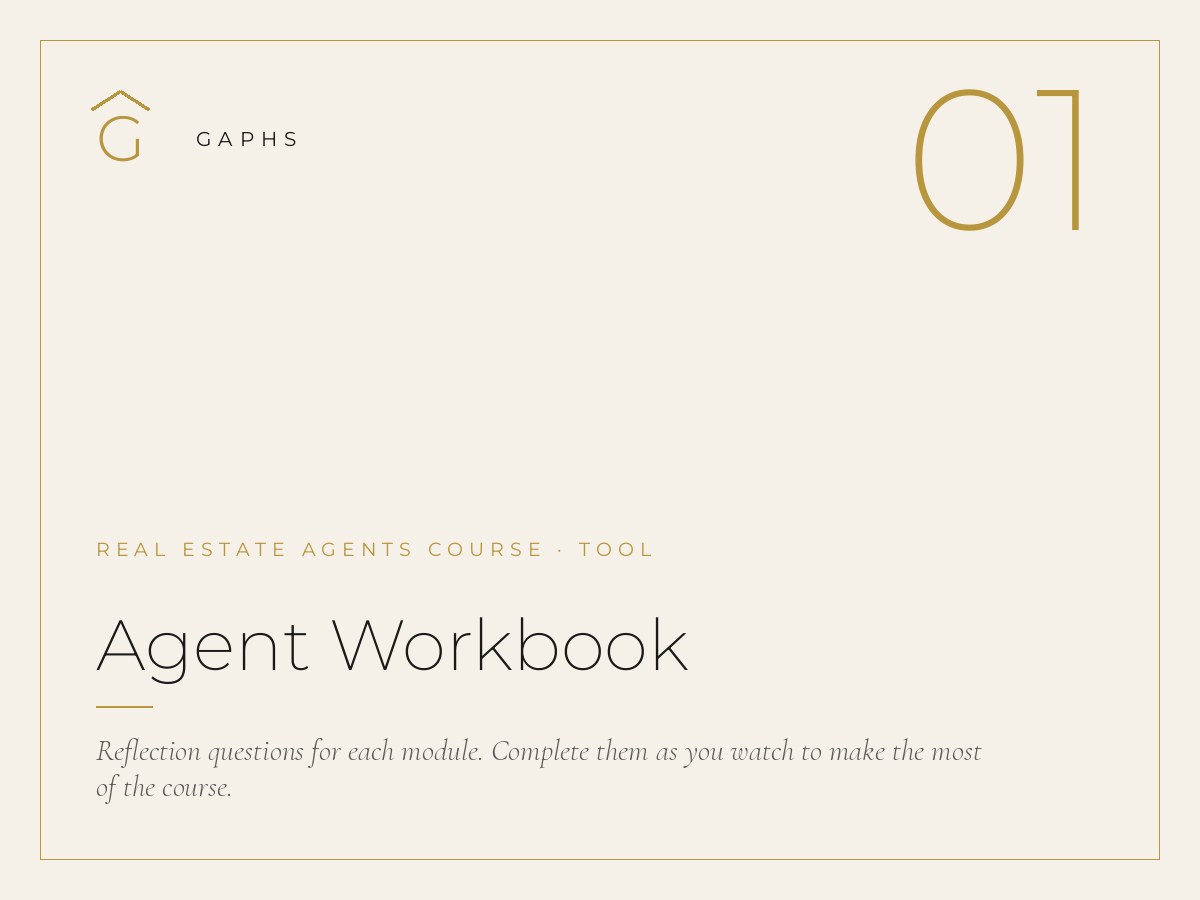 G
GAPHS
01
REAL ESTATE AGENTS COURSE · TOOL
Agent Workbook
Reflection questions for each module. Complete them as you watch to make the most
of the course.